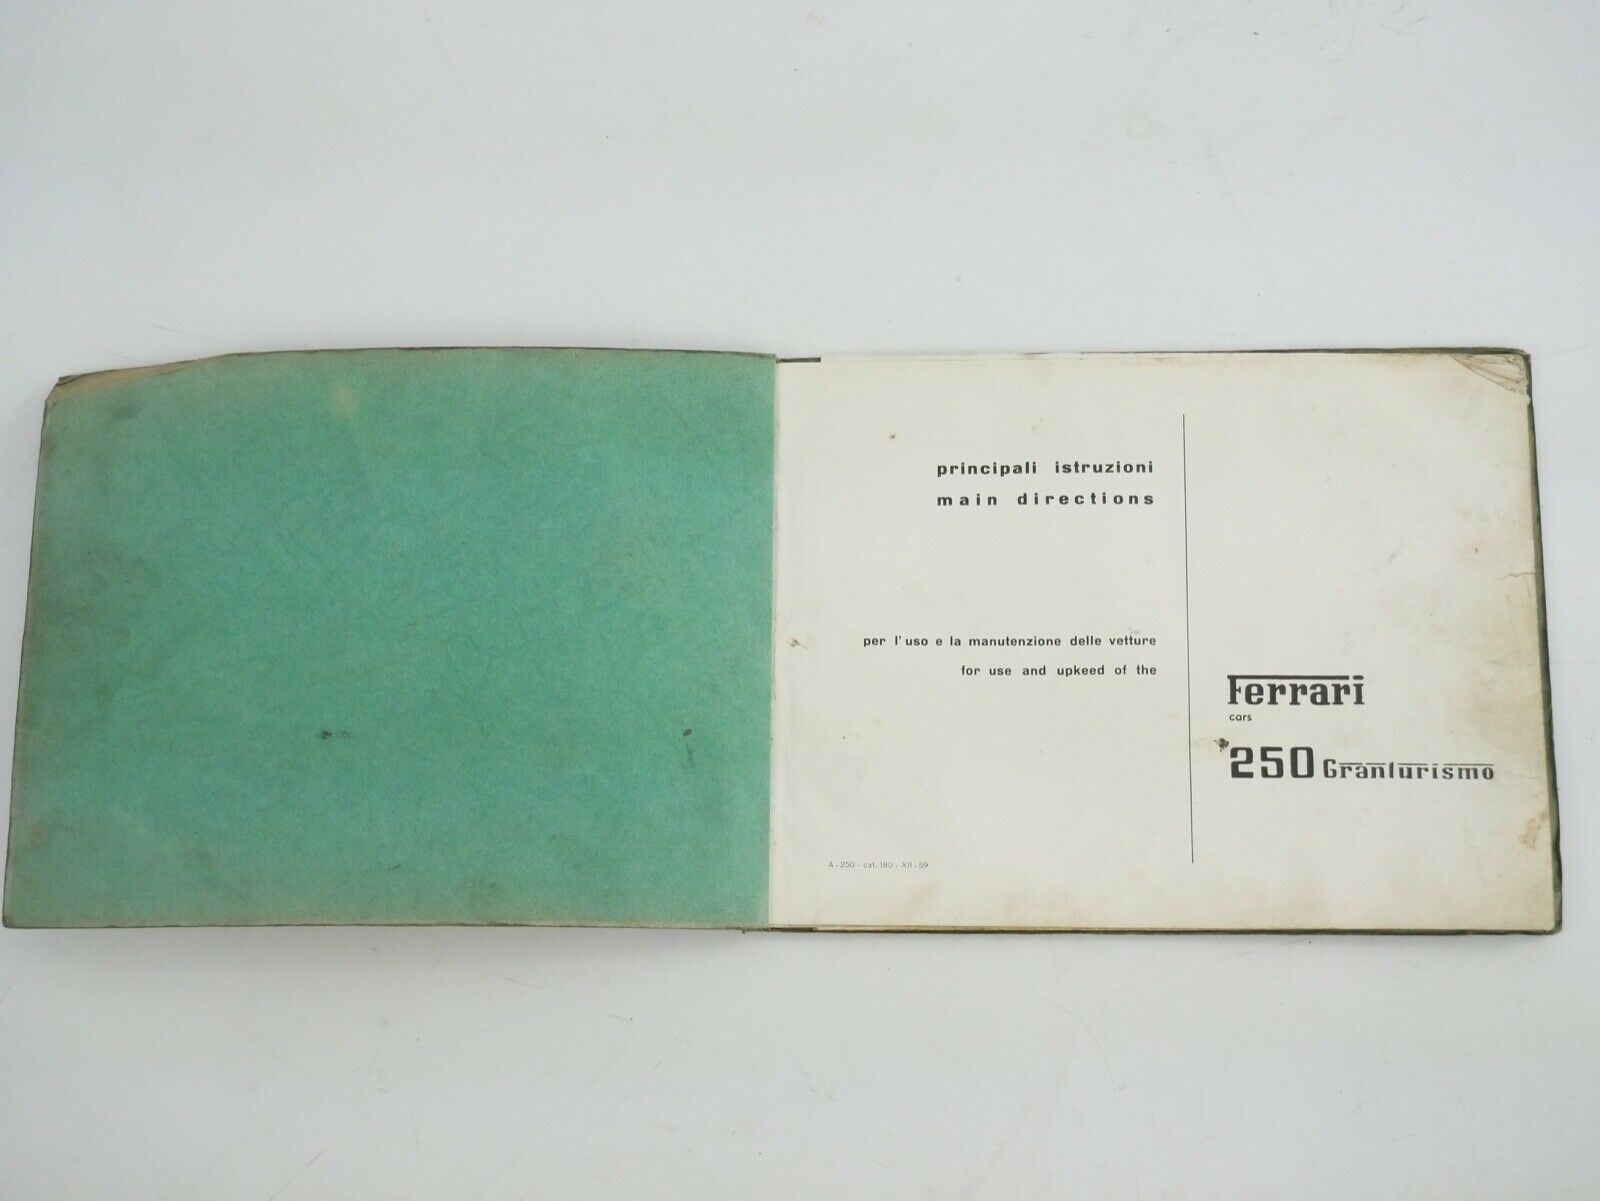 principali istruzioni
main directions
per l'uso e la manutenzione delle vetture
for use and upkeed of the
Ferrari
cars
250 Granturismo
A - 250 - cat. 180 - XII - 59